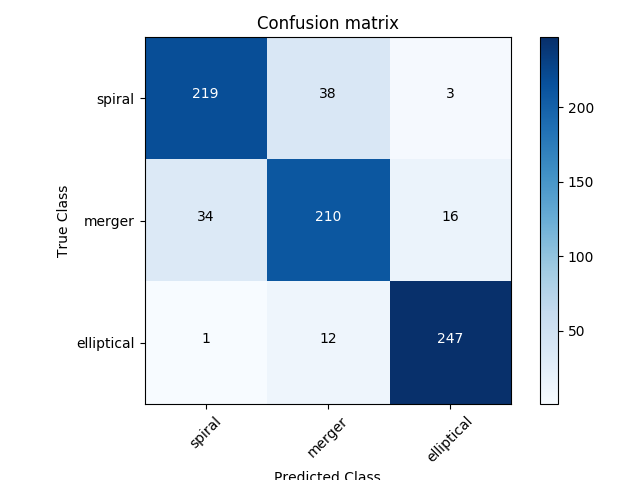 Confusion matrix
True Class
spiral 219 38 3
merger 34 210 16
elliptical 1 12 247
spiral merger elliptical
Predicted Class
200
150
100
50